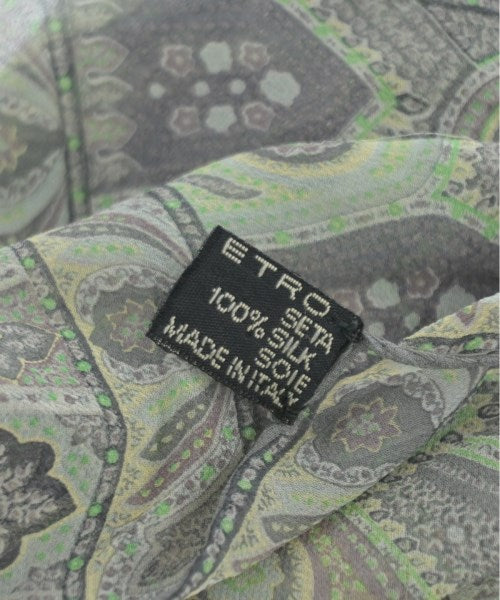 ETRO
SETA
100% SILK
SOIE
MADE IN ITALY